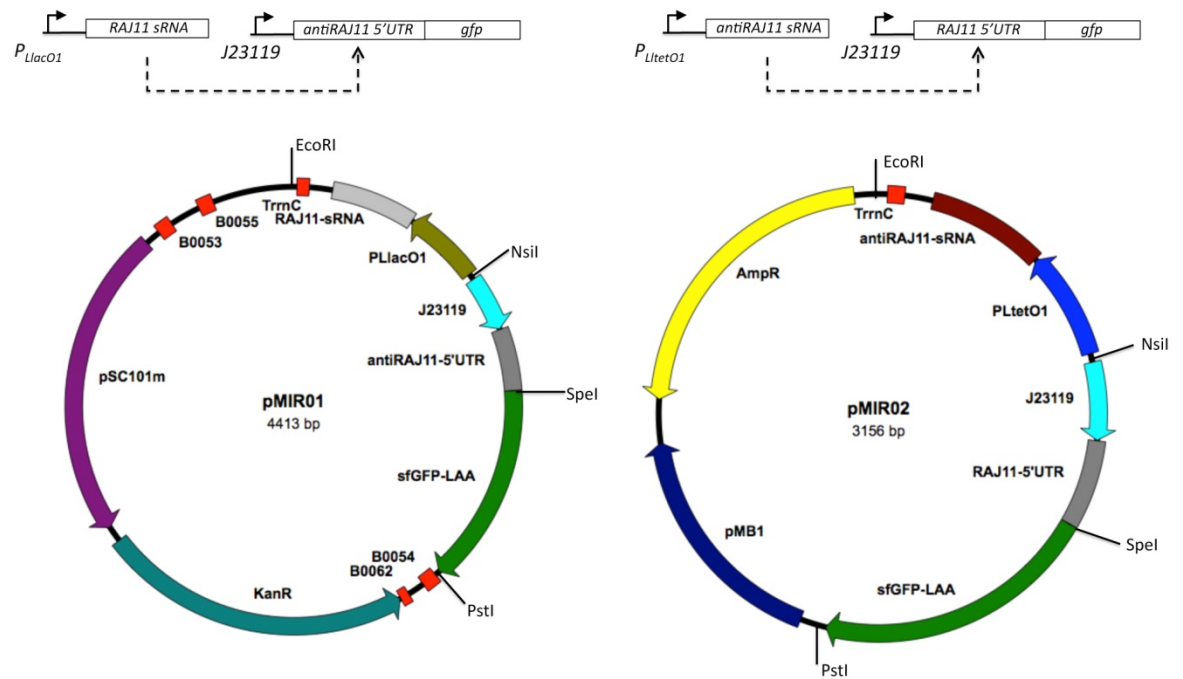 RAJ11 sRNA
antiRAJ11 5'UTR
gfp
PLlacO1
J23119
antiRAJ11 sRNA
RAJ11 5'UTR
gfp
PLltetO1
J23119
EcoRI
TrrnC
RAJ11-sRNA
B0055
B0053
PLlacO1
NsiI
J23119
antiRAJ11-5'UTR
pSC101m
pMIR01
4413 bp
SpeI
sfGFP-LAA
B0054
B0062
KanR
PstI
EcoRI
TrrnC
antiRAJ11-sRNA
AmpR
PLtetO1
NsiI
J23119
pMIR02
3156 bp
RAJ11-5'UTR
pMB1
SpeI
sfGFP-LAA
PstI